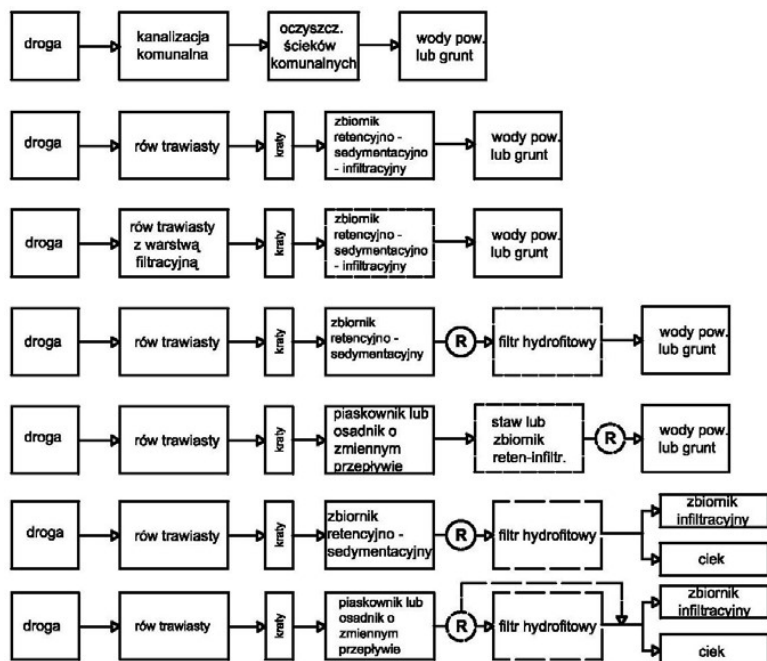 droga
kanalizacja
komunalna
oczyszcz.
ścieków
komunalnych
wody pow.
lub grunt
droga
rów trawiasty
kraty
zbiornik
retencyjno -
sedymentacyjno
- infiltracyjny
wody pow.
lub grunt
droga
rów trawiasty
z warstwą
filtracyjną
kraty
zbiornik
retencyjno -
-sedymentacyjno
- infiltracyjny
wody pow.
lub grunt
droga
rów trawiasty
kraty
zbiornik
retencyjno -
sedymentacyjny
R
filtr hydrofitowy
wody pow.
lub grunt
droga
rów trawiasty
kraty
piaskownik lub
osadnik o
zmiennym
przepływie
staw lub
zbiornik
reten-infiltr.
R
wody pow.
lub grunt
droga
rów trawiasty
kraty
zbiornik
retencyjno -
-sedymentacyjny
R
filtr hydrofitowy
zbiornik
infiltracyjny
ciek
droga
rów trawiasty
kraty
piaskownik lub
osadnik o
zmiennym
przepływie
R
filtr hydrofitowy
zbiornik
infiltracyjny
ciek